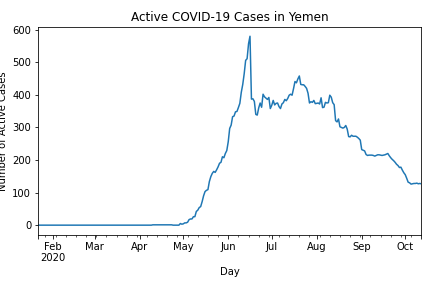 Active COVID-19 Cases in Yemen
600
500
400
300
200
100
0
Number of Active Cases
Feb Mar Apr May Jun Jul Aug Sep Oct
2020
Day